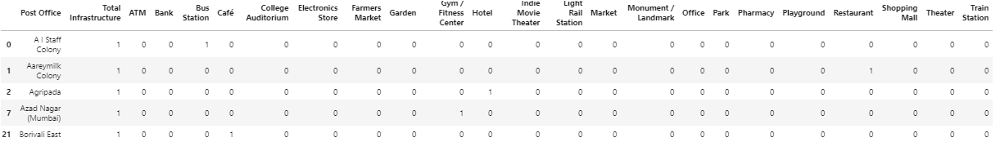 Post Office Total Infrastructure ATM Bank Bus Station Café College Auditorium Electronics Store Farmers Market Garden Gym / Fitness Center Hotel Indie Movie Theater Light Rail Station Market Monument / Landmark Office Park Pharmacy Playground Restaurant Shopping Mall Theater Train Station
0 A I Staff Colony 1 0 0 1 0 0 0 0 0 0 0 0 0 0 0 0 0 0 0 0 0 0 0
1 Aareymilk Colony 1 0 0 0 0 0 0 0 0 0 0 0 0 0 0 0 0 0 0 1 0 0 0
2 Agripada 1 0 0 0 0 0 0 0 0 0 1 0 0 0 0 0 0 0 0 0 0 0 0
7 Azad Nagar (Mumbai) 1 0 0 0 0 0 0 0 0 1 0 0 0 0 0 0 0 0 0 0 0 0 0
21 Borivali East 1 0 0 0 1 0 0 0 0 0 0 0 0 0 0 0 0 0 0 0 0 0 0